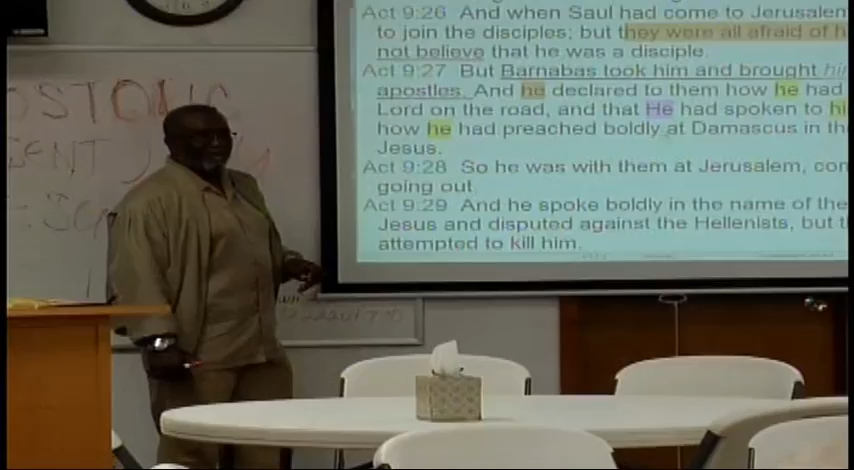 Act 9:26 And when Saul had come to Jerusalem
to join the disciples; but they were all afraid of
not believe that he was a disciple.
Act 9:27 But Barnabas took him and brought him
apostles. And he declared to them how he had
Lord on the road, and that He had spoken to
how he had preached boldly at Damascus in the
Jesus.
Act 9:28 So he was with them at Jerusalem,
going out.
Act 9:29 And he spoke boldly in the name of the
Jesus and disputed against the Hellenists, but
attempted to kill him.